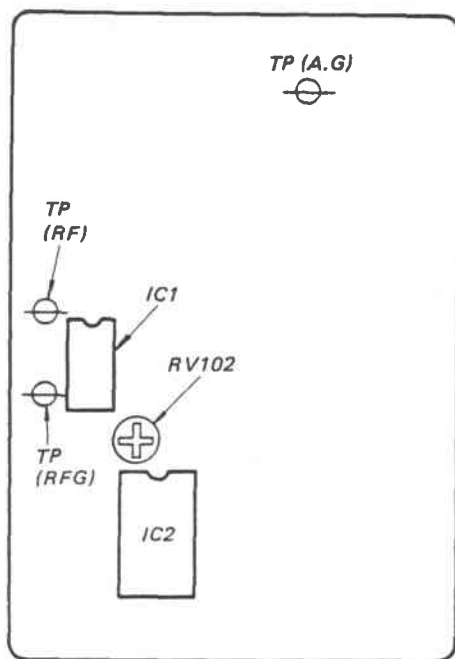 TP (A.G)
TP
(RF)
IC1
RV102
TP
(RFG)
IC2